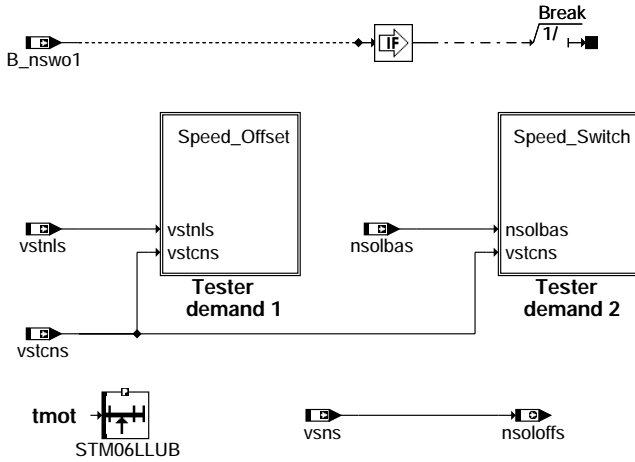 Break
1/
IF
B_nswo1
Speed_Offset
Speed_Switch
vstnls
vstnls
nsolbas
nsolbas
vstcns
vstcns
Tester
demand 1
Tester
demand 2
vstcns
tmot
STM06LLUB
vsns
nsoloffs